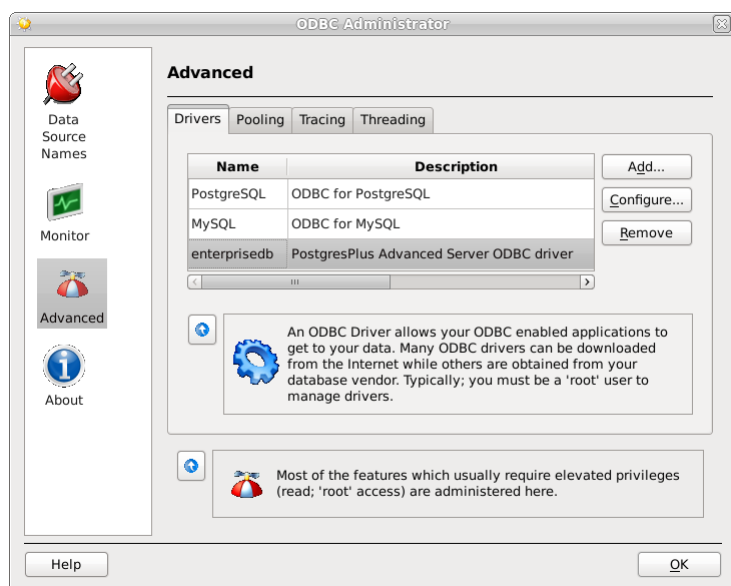 ODBC Administrator
Data
Source
Names
Monitor
Advanced
About
Advanced
Drivers Pooling Tracing Threading
Name Description
PostgreSQL ODBC for PostgreSQL
MySQL ODBC for MySQL
enterprisedb PostgresPlus Advanced Server ODBC driver
Add...
Configure...
Remove
An ODBC Driver allows your ODBC enabled applications to
get to your data. Many ODBC drivers can be downloaded
from the Internet while others are obtained from your
database vendor. Typically; you must be a 'root' user to
manage drivers.
Most of the features which usually require elevated privileges
(read; 'root' access) are administered here.
Help
OK